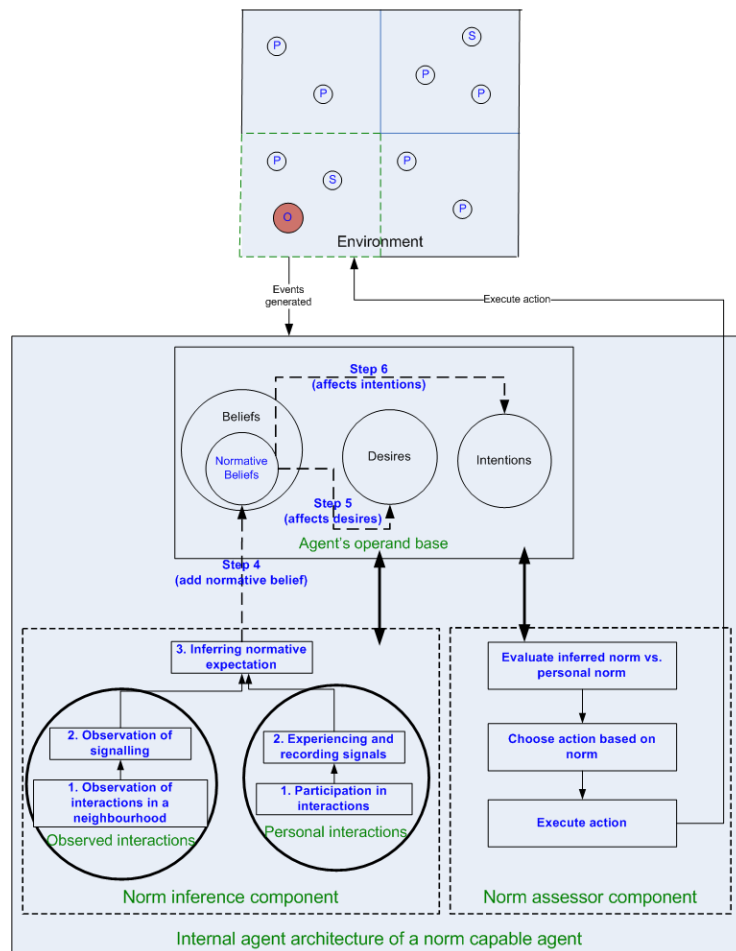 P
P
S
P
P
P
S
O
P
P
Environment
Events
generated
Execute action
Step 6
(affects intentions)
Beliefs
Normative
Beliefs
Desires
Intentions
Step 5
(affects desires)
Agent's operand base
Step 4
(add normative belief)
3. Inferring normative
expectation
2. Observation of
signalling
1. Observation of
interactions in a
neighbourhood
Observed interactions
2. Experiencing and
recording signals
1. Participation in
interactions
Personal interactions
Norm inference component
Evaluate inferred norm vs.
personal norm
Choose action based on
norm
Execute action
Norm assessor component
Internal agent architecture of a norm capable agent